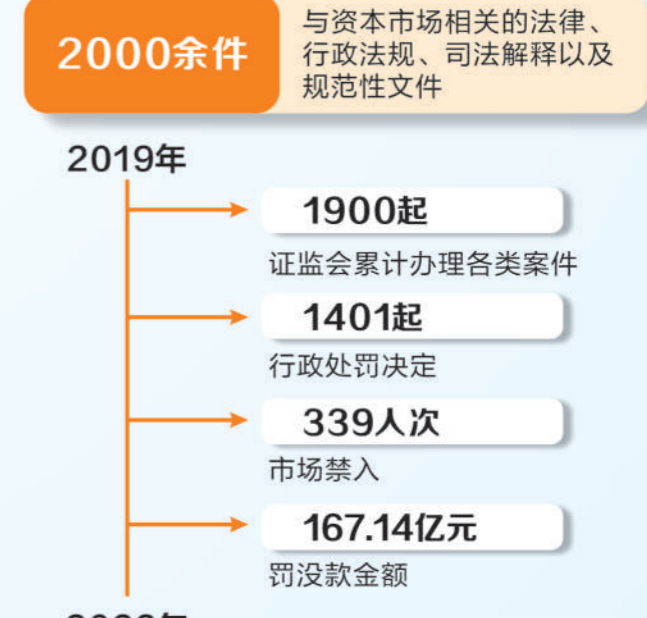 2000余件
与资本市场相关的法律、
行政法规、司法解释以及
规范性文件
2019年
1900起
证监会累计办理各类案件
1401起
行政处罚决定
339人次
市场禁入
167.14亿元
罚没款金额